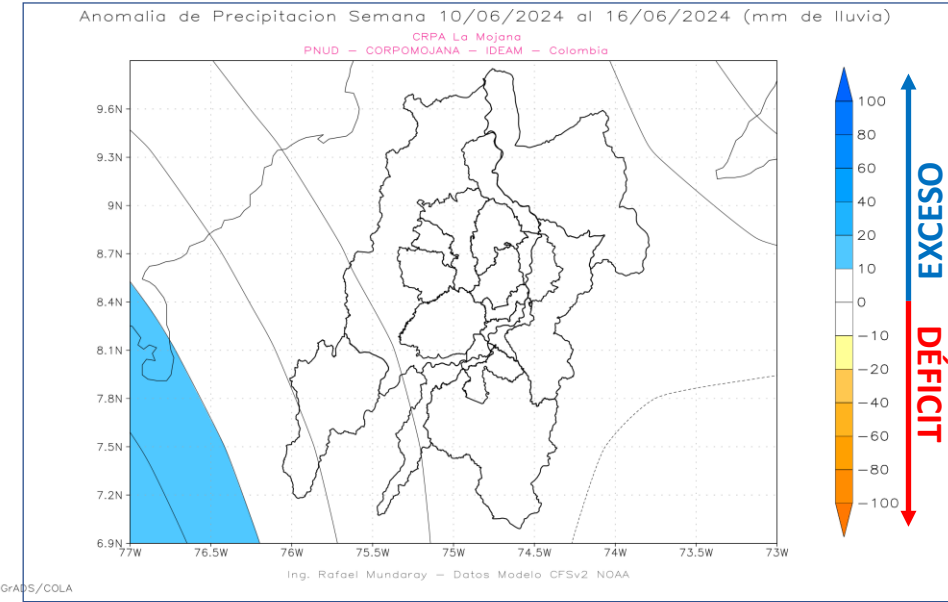 Anomalia de Precipitacion Semana 10/06/2024 al 16/06/2024 (mm de lluvia)
CRPA La Mojana
PNUD – CORPOMOJANA – IDEAM – Colombia
9.6N
9.3N
9N
8.7N
8.4N
8.1N
7.8N
7.5N
7.2N
6.9N
77W 76.5W 76W 75.5W 75W 74.5W 74W 73.5W 73W
100
80
60
40
20
10
0
−10
−20
−40
−60
−80
−100
EXCESO
DÉFICIT
Ing. Rafael Mundaray – Datos Modelo CFSv2 NOAA
GrADS/COLA